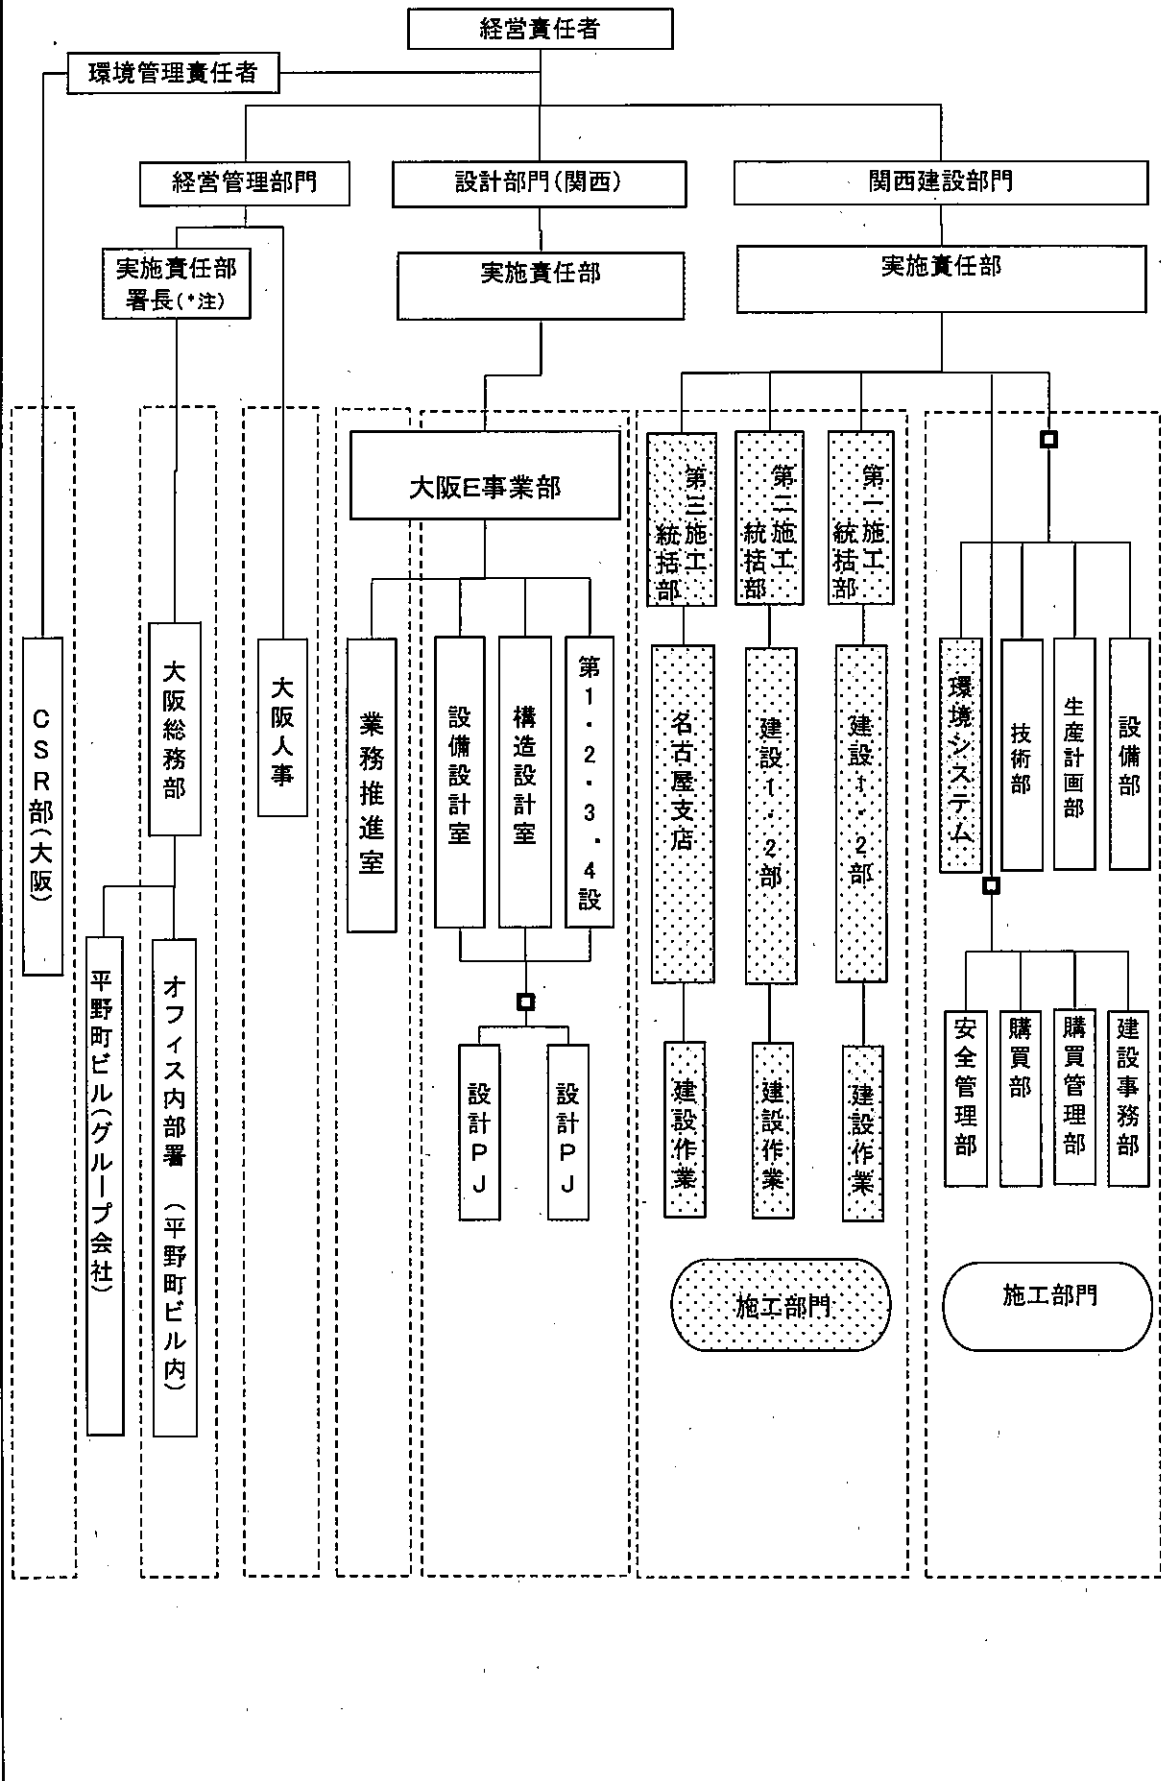 経営責任者
環境管理責任者
経営管理部門
設計部門(関西)
関西建設部門
実施責任部
署長(*注)
実施責任部
実施責任部
大阪E事業部
第三施工
統括部
第二施工
統括部
第一施工
統括部
CSR部(大阪)
大阪総務部
大阪人事
業務推進室
設備設計室
構造設計室
第1・2・3・4設
名古屋支店
建設1・2部
建設1・2部
環境システム
技術部
生産計画部
設備部
平野町ビル(グループ会社)
オフィス内部署 (平野町ビル内)
設計PJ
設計PJ
建設作業
建設作業
建設作業
安全管理部
購買部
購買管理部
建設事務部
施工部門
施工部門